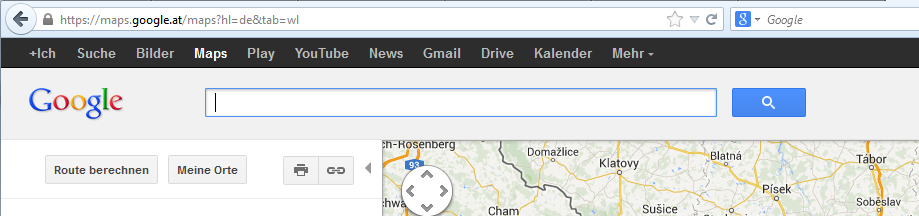 https://maps.google.at/maps?hl=de&tab=wl
Google
+Ich Suche Bilder Maps Play YouTube News Gmail Drive Kalender Mehr
Google
Route berechnen Meine Orte
ch-Rosenberg
93
Domažlice
Klatovy
Blatná
Tábor
Písek
Soběslav
Sušice
Cham
chwa